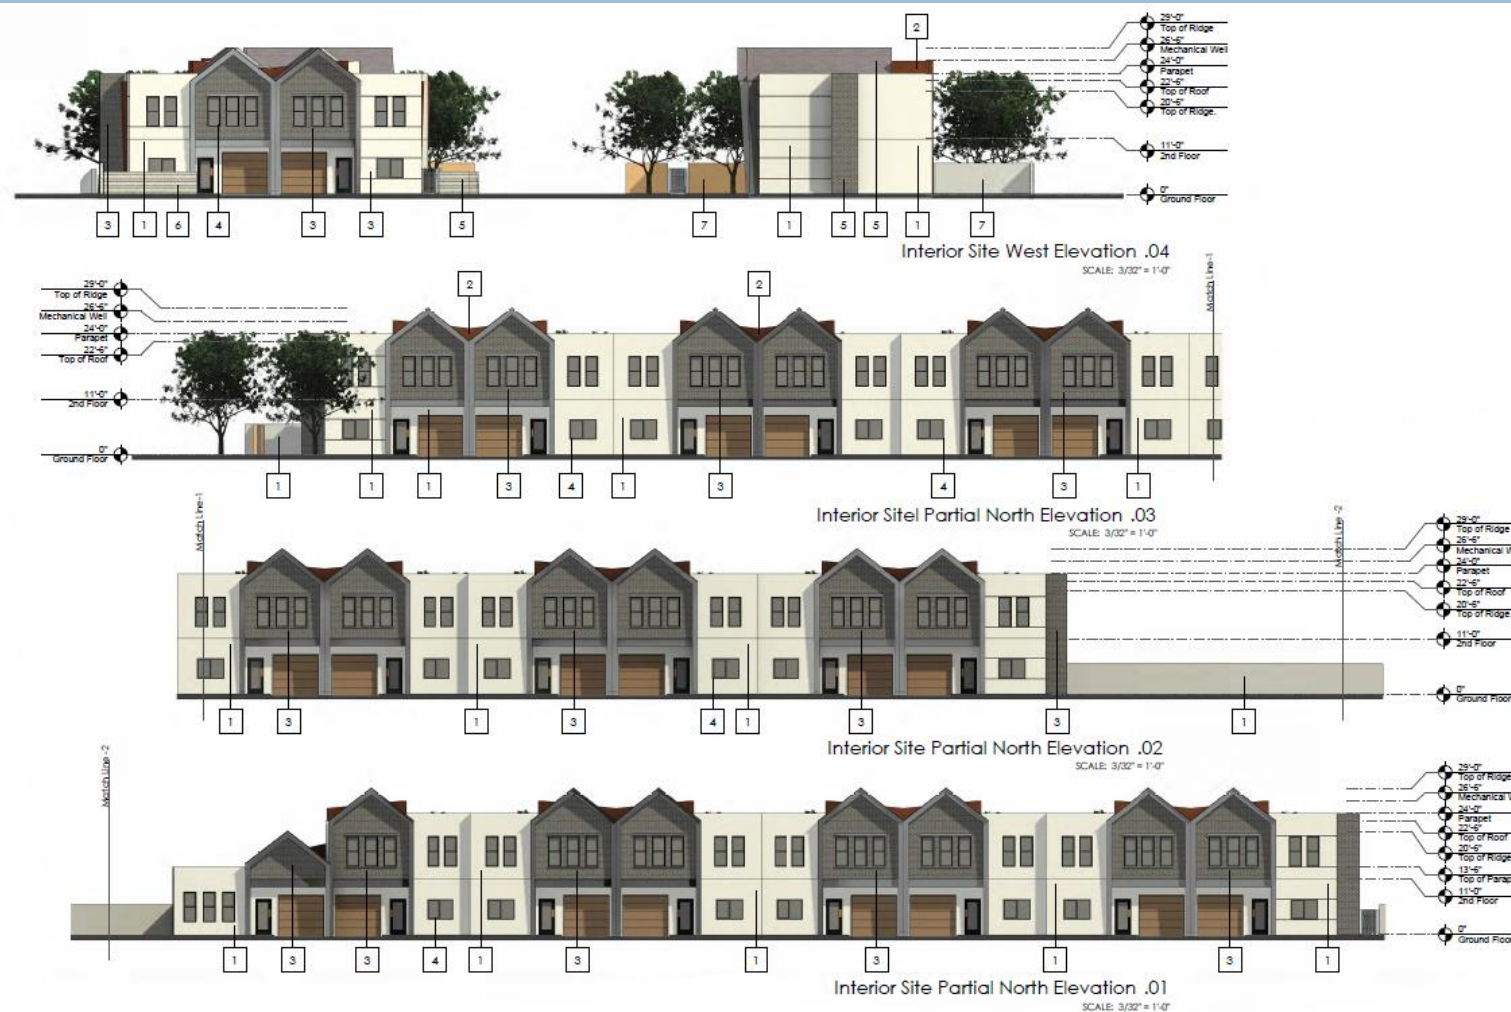 2
29'-0"
Top of Ridge
26'-6"
Mechanical Well
24'-0"
Parapet
22'-6"
Top of Roof
20'-6"
Top of Ridge.
11'-0"
2nd Floor
0"
Ground Floor
3 1 6 4 3 3 5 7 1 5 5 1 7
Interior Site West Elevation .04
SCALE: 3/32" = 1'-0"
Match Line-1
29'-0"
Top of Ridge
26'-6"
Mechanical Well
24'-0"
Parapet
22'-6"
Top of Roof
11'-0"
2nd Floor
0"
Ground Floor
2 2
1 1 1 3 4 1 3 4 3 1
Interior Sitel Partial North Elevation .03
SCALE: 3/32" = 1'-0"
Match Line-1
Match Line -2
29'-0"
Top of Ridge
26'-6"
Mechanical W
24'-0"
Parapet
22'-6"
Top of Roof
20'-6"
Top of Ridge
11'-0"
2nd Floor
0"
Ground Floor
1 3 1 3 4 1 3 3 1
Interior Site Partial North Elevation .02
SCALE: 3/32" = 1'-0"
Match Line -2
29'-0"
Top of Ridge
26'-6"
Mechanical W
24'-0"
Parapet
22'-6"
Top of Roof
20'-6"
Top of Ridge
13'-6"
Top of Parap
11'-0"
2nd Floor
0"
Ground Floor
1 3 3 4 1 3 1 3 1 3 1
Interior Site Partial North Elevation .01
SCALE: 3/32" = 1'-0"